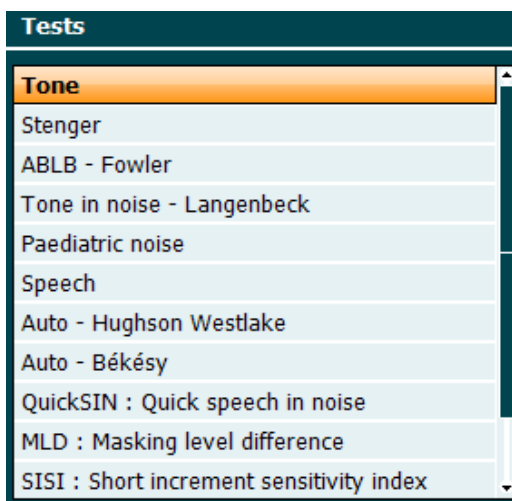 Tests
Tone
Stenger
ABLB - Fowler
Tone in noise - Langenbeck
Paediatric noise
Speech
Auto - Hughson Westlake
Auto - Békésy
QuickSIN : Quick speech in noise
MLD : Masking level difference
SISI : Short increment sensitivity index